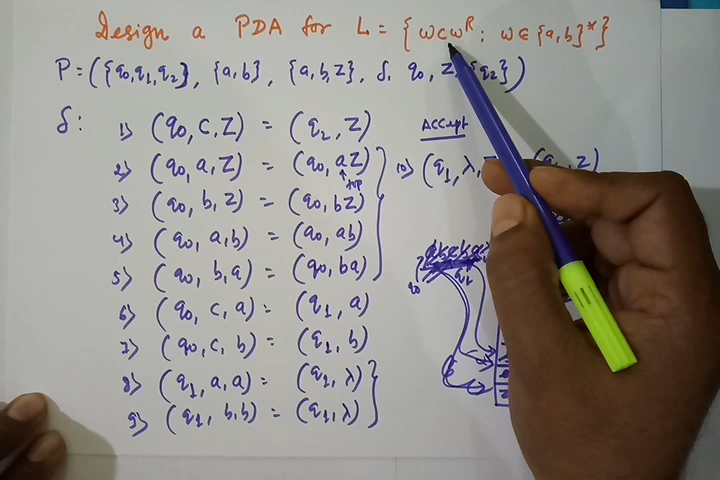 Design a PDA for L = { wcwᴿ : w ∈ {a,b}* }
P = ({q₀,q₁,q₂}, {a,b}, {a,b,z}, δ, q₀, z, {q₂})
δ: 1) (q₀, c, z) = (q₂, z) Accept
2) (q₀, a, z) = (q₀, az) 10) (q₁, λ, z)
top
3) (q₀, b, z) = (q₀, bz)
4) (q₀, a, b) = (q₀, ab)
5) (q₀, b, a) = (q₀, ba)
6) (q₀, c, a) = (q₁, a)
7) (q₀, c, b) = (q₁, b)
8) (q₁, a, a) = (q₁, λ)
9) (q₁, b, b) = (q₁, λ)